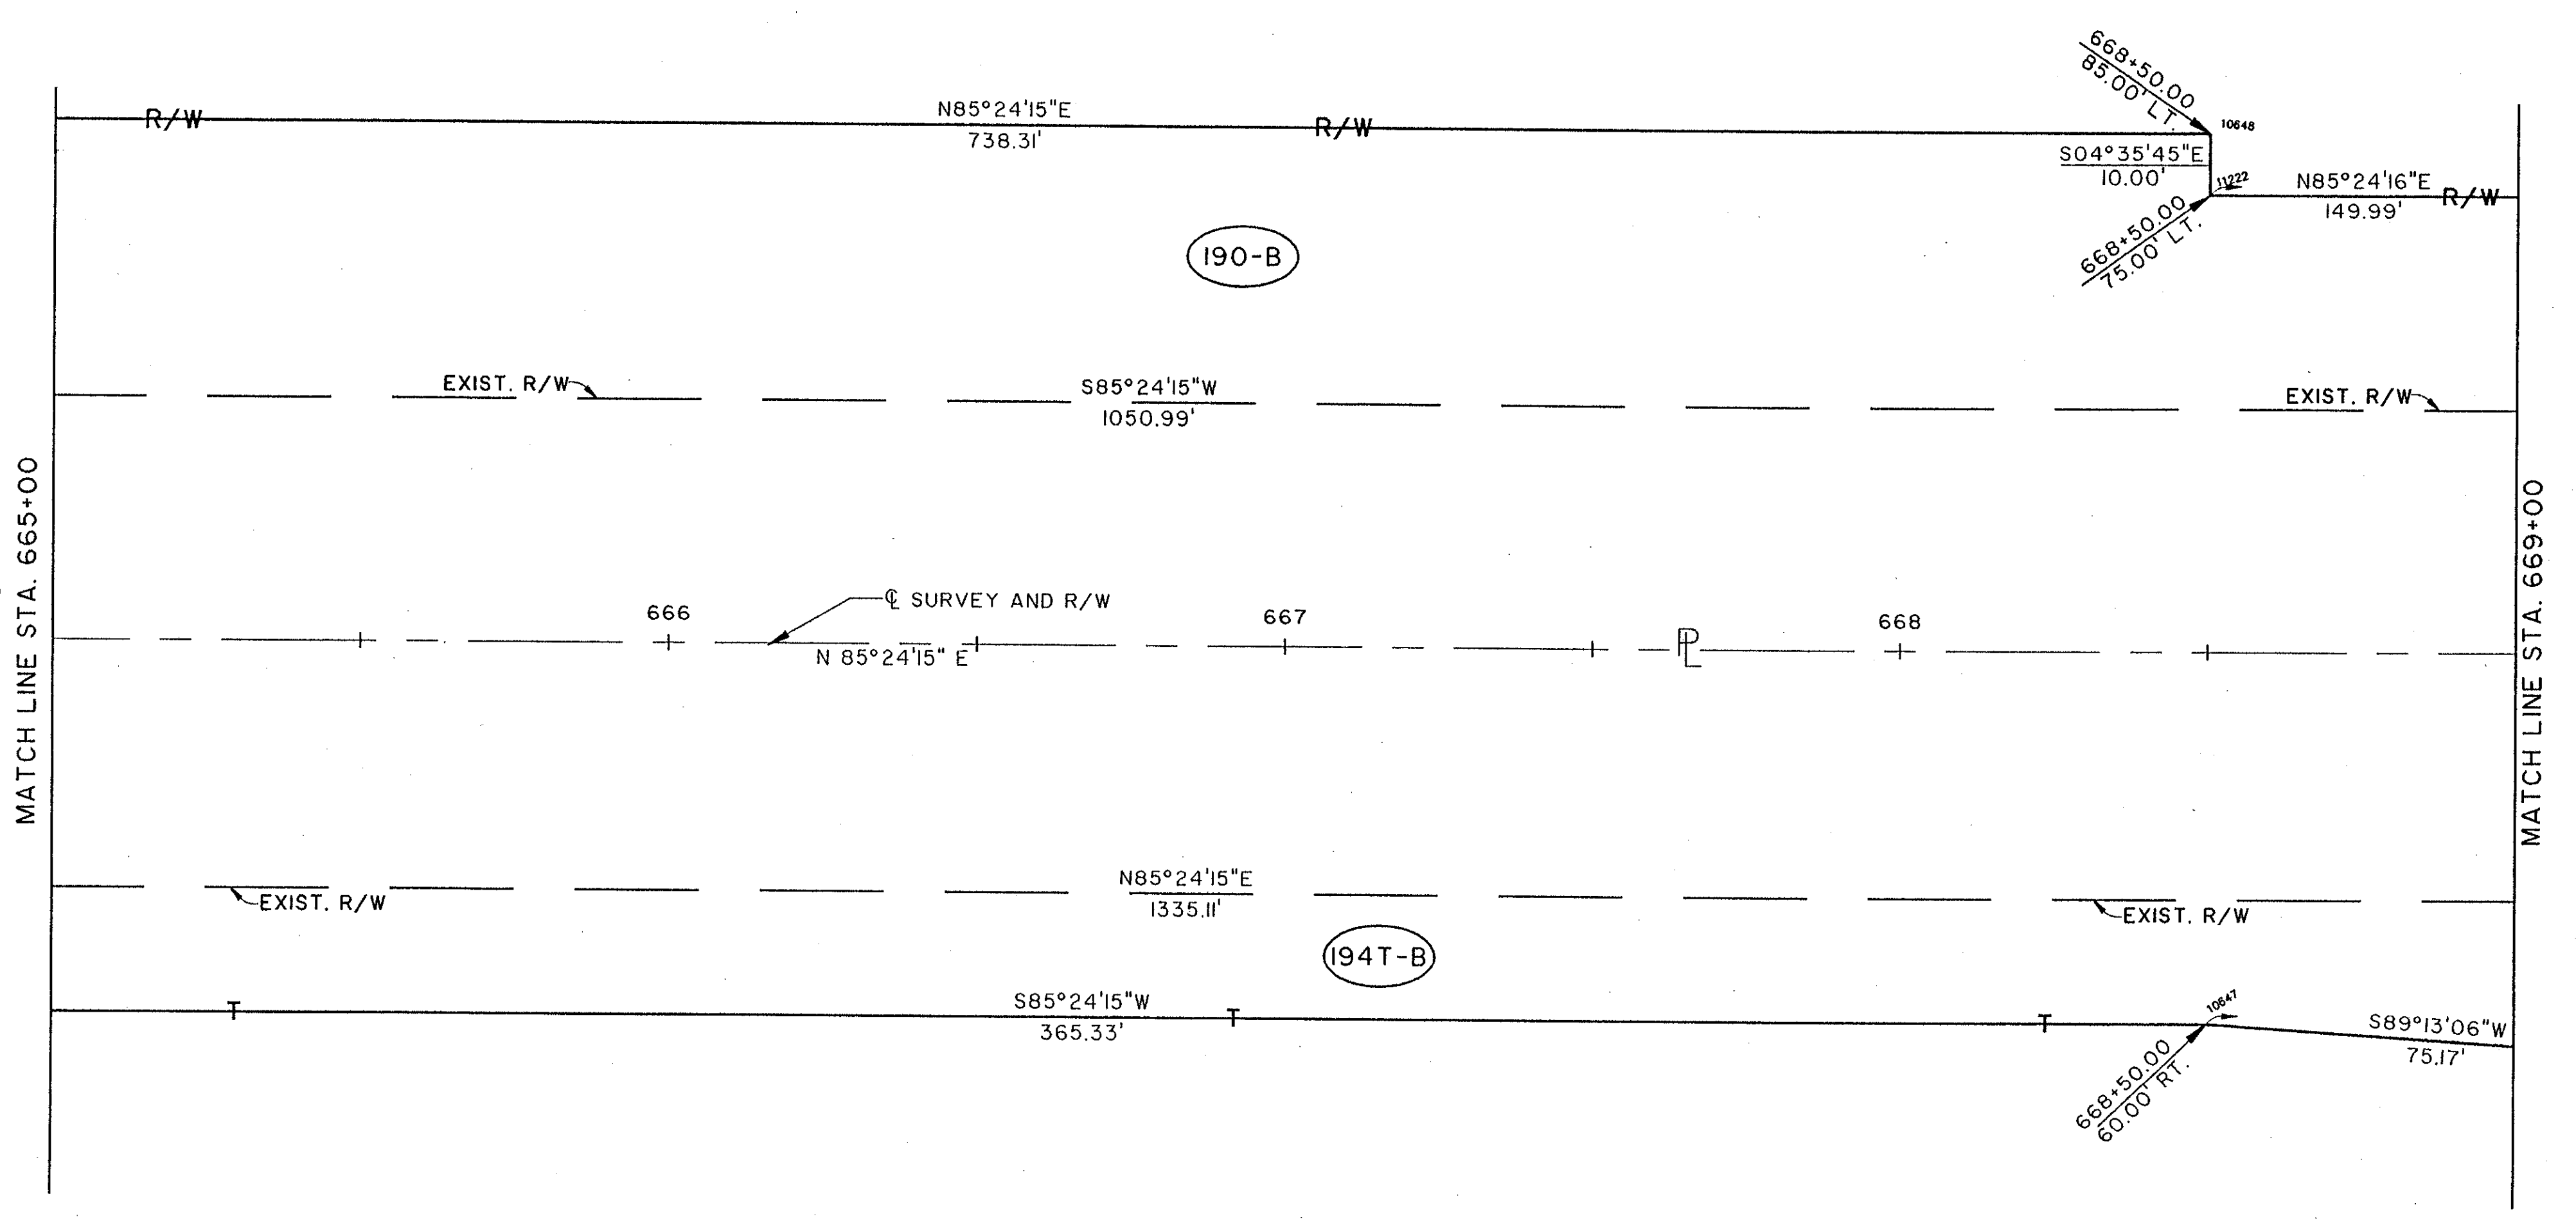 668+50.00
85.00' LT.
10648
R/W
N85°24'15"E
738.31'
R/W
S04°35'45"E
10.00'
11222
N85°24'16"E
149.99'
R/W
668+50.00
75.00' LT.
190-B
EXIST. R/W
S85°24'15"W
1050.99'
EXIST. R/W
MATCH LINE STA. 665+00
MATCH LINE STA. 669+00
666
℄ SURVEY AND R/W
N 85°24'15" E
667
PL
668
EXIST. R/W
N85°24'15"E
1335.11'
EXIST. R/W
194T-B
T
S85°24'15"W
365.33'
T
T
10647
S89°13'06"W
75.17'
668+50.00
60.00' RT.